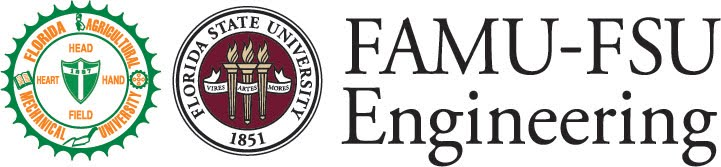 FLORIDA AGRICULTURAL
MECHANICAL UNIVERSITY
HEAD
HEART
1887
HAND
FIELD
FLORIDA STATE UNIVERSITY
VIRES ARTES MORES
1851
FAMU-FSU
Engineering